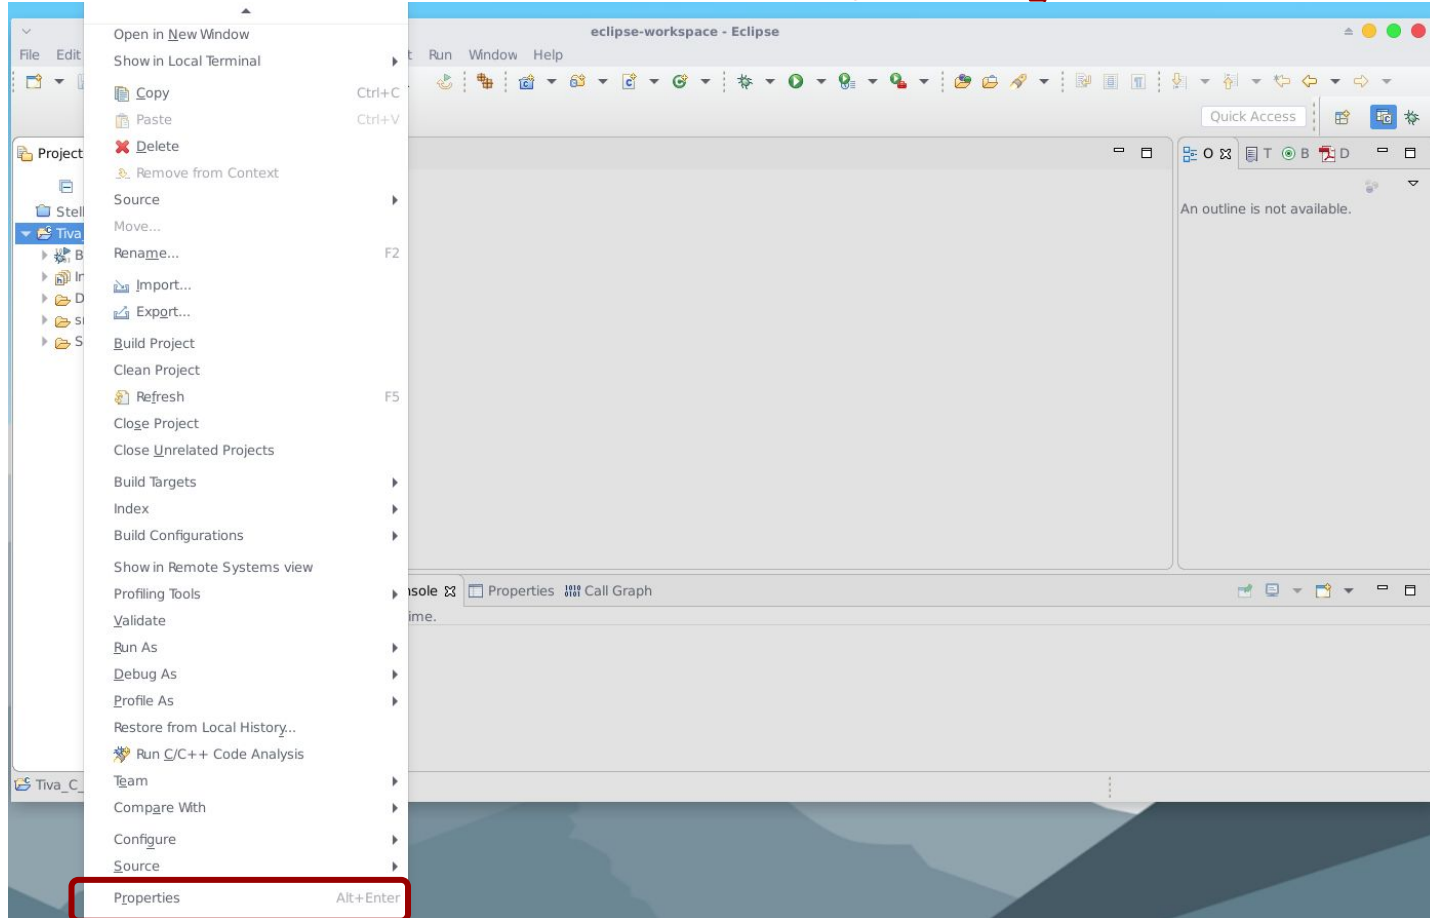 eclipse-workspace - Eclipse
File Edit t Run Window Help
Quick Access
Project
Stell
Tiva
B
In
D
S
Open in New Window
Show in Local Terminal
Copy Ctrl+C
Paste Ctrl+V
Delete
Remove from Context
Source
Move...
Rename... F2
Import...
Export...
Build Project
Clean Project
Refresh F5
Close Project
Close Unrelated Projects
Build Targets
Index
Build Configurations
Show in Remote Systems view
Profiling Tools
Validate
Run As
Debug As
Profile As
Restore from Local History...
Run C/C++ Code Analysis
Team
Compare With
Configure
Source
Properties Alt+Enter
O T B D
An outline is not available.
nsole Properties Call Graph
ime.
Tiva_C_